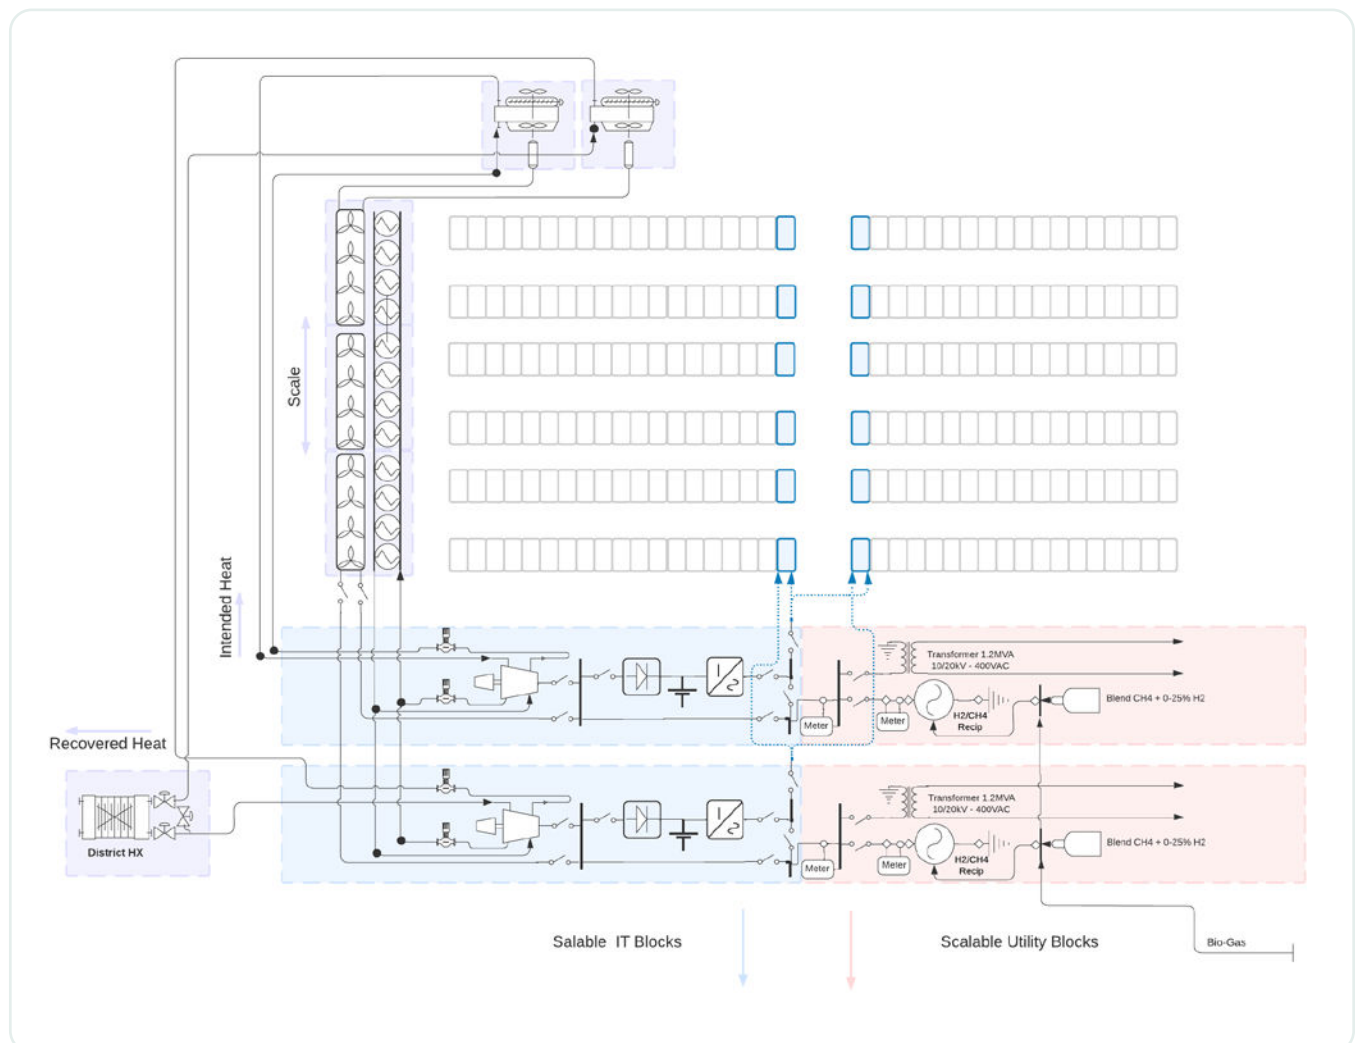 Scale
Intended Heat
Recovered Heat
District HX
Transformer 1.2MVA
10/20kV - 400VAC
Meter
Meter
H2/CH4
Recip
Blend CH4 + 0-25% H2
Transformer 1.2MVA
10/20kV - 400VAC
Meter
Meter
H2/CH4
Recip
Blend CH4 + 0-25% H2
Salable IT Blocks
Scalable Utility Blocks
Bio-Gas